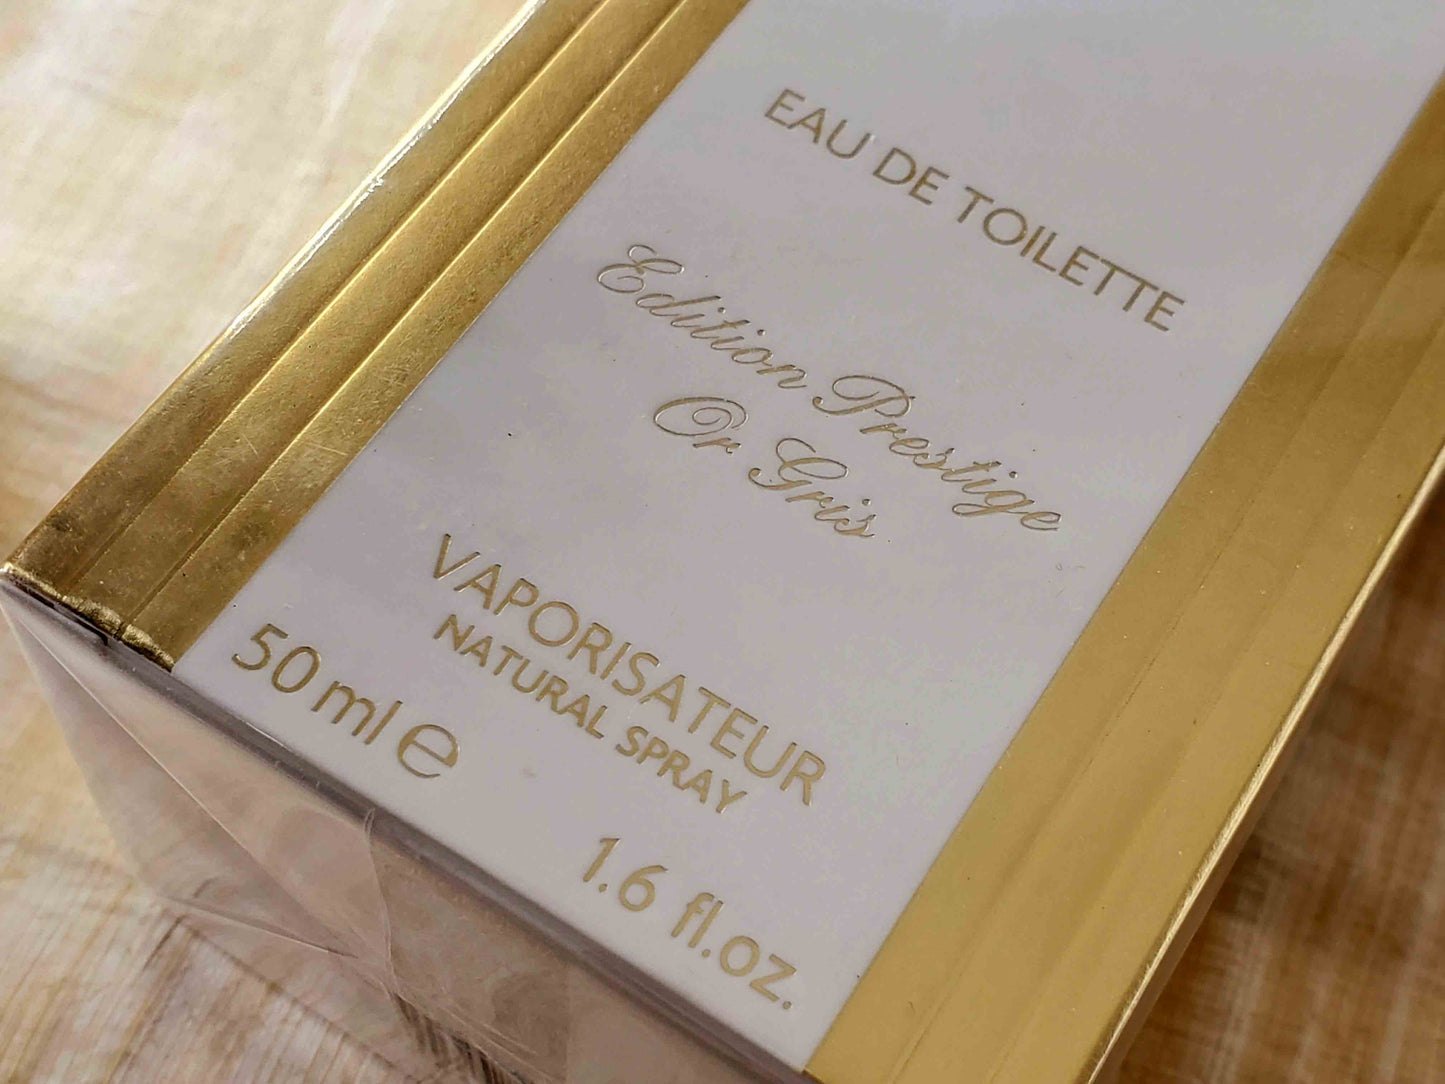 EAU DE TOILETTE
Edition Prestige
Or Gris
VAPORISATEUR
NATURAL SPRAY
50 ml ℮
1.6 fl.oz.